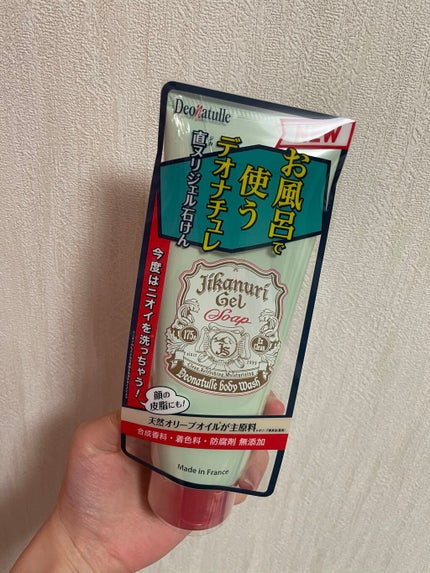 Deonatulle
NEW
お風呂で
使う
デオナチュレ
直ヌリジェル石けん
今度はニオイを洗っちゃう!
Jikanuri
Gel
Soap
175g
JS
Deonatulle body Wash
顔の
皮脂にも!
天然オリーブオイルが主原料
合成香料・着色料・防腐剤 無添加
Made in France